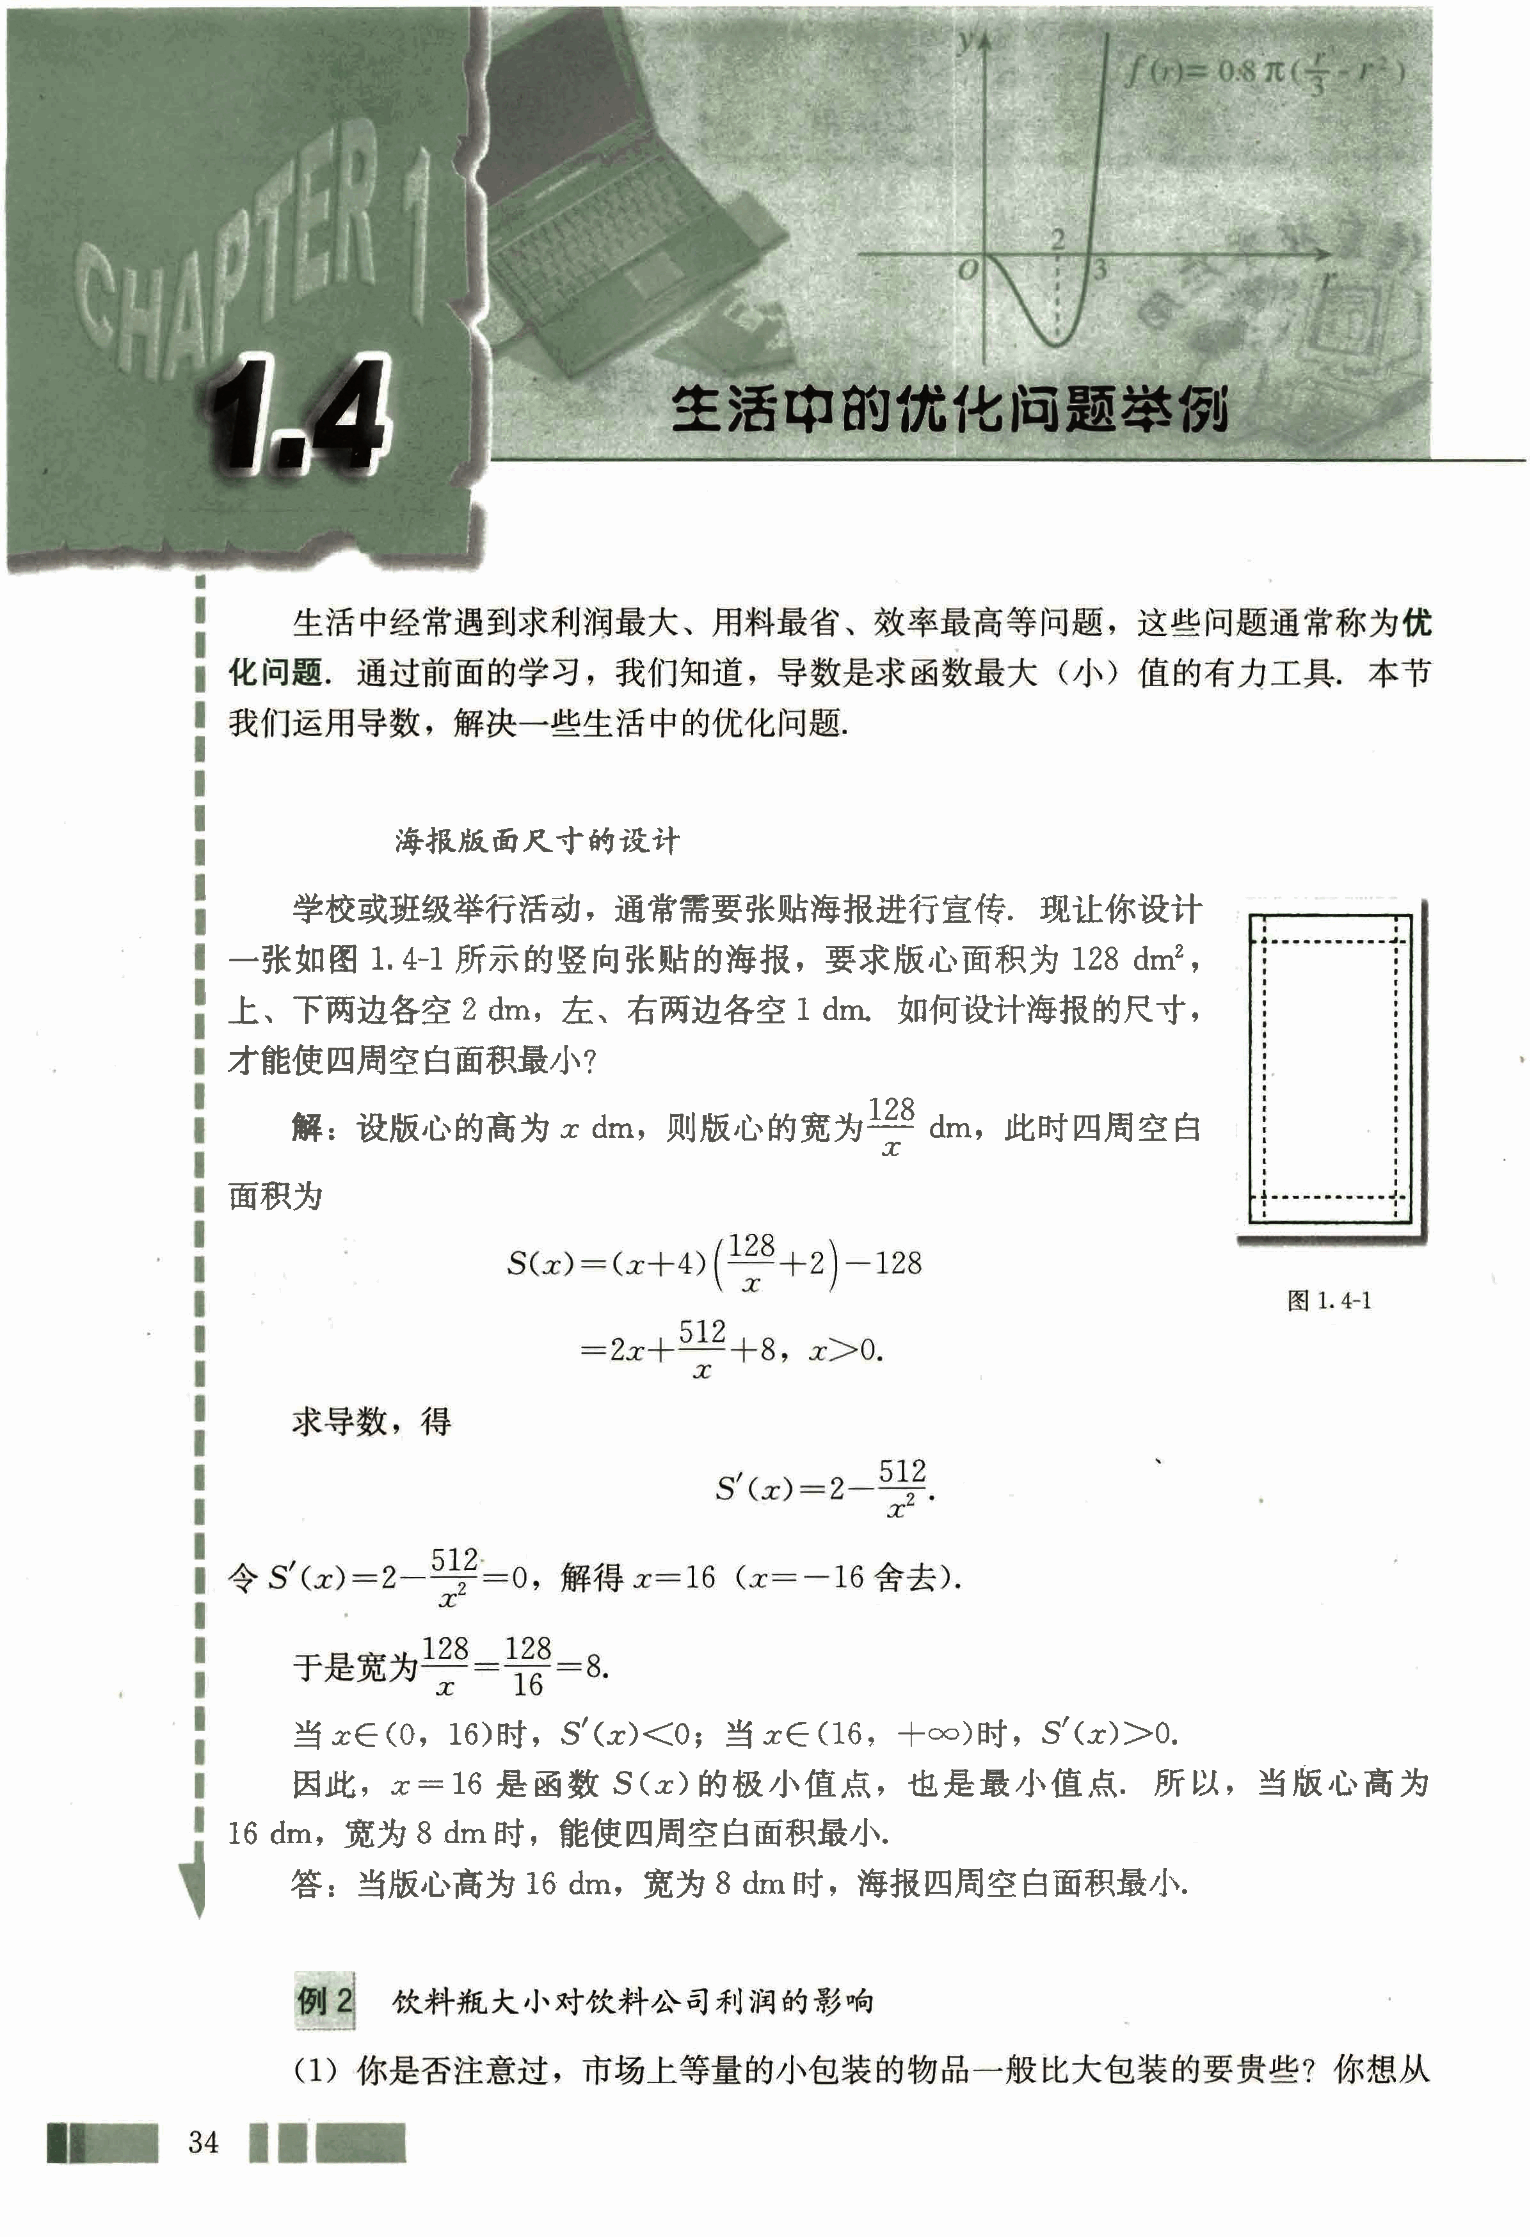 CHAPTER 1
1.4
y
f(r)=0.8π(r³/3-r²)
2
O
3
r
生活中的优化问题举例
生活中经常遇到求利润最大、用料最省、效率最高等问题，这些问题通常称为优
化问题．通过前面的学习，我们知道，导数是求函数最大（小）值的有力工具．本节
我们运用导数，解决一些生活中的优化问题．
海报版面尺寸的设计
学校或班级举行活动，通常需要张贴海报进行宣传．现让你设计
一张如图 1.4-1 所示的竖向张贴的海报，要求版心面积为 128 dm²，
上、下两边各空 2 dm，左、右两边各空 1 dm．如何设计海报的尺寸，
才能使四周空白面积最小？
解：设版心的高为 x dm，则版心的宽为 128/x dm，此时四周空白
面积为
S(x)=(x+4)(128/x+2)-128
=2x+512/x+8，x>0.
图 1.4-1
求导数，得
S′(x)=2-512/x².
令 S′(x)=2-512/x²=0，解得 x=16（x=-16 舍去）．
于是宽为 128/x=128/16=8.
当 x∈(0，16)时，S′(x)<0；当 x∈(16，+∞)时，S′(x)>0.
因此，x=16 是函数 S(x)的极小值点，也是最小值点．所以，当版心高为
16 dm，宽为 8 dm 时，能使四周空白面积最小．
答：当版心高为 16 dm，宽为 8 dm 时，海报四周空白面积最小．
例 2 饮料瓶大小对饮料公司利润的影响
（1）你是否注意过，市场上等量的小包装的物品一般比大包装的要贵些？你想从
34